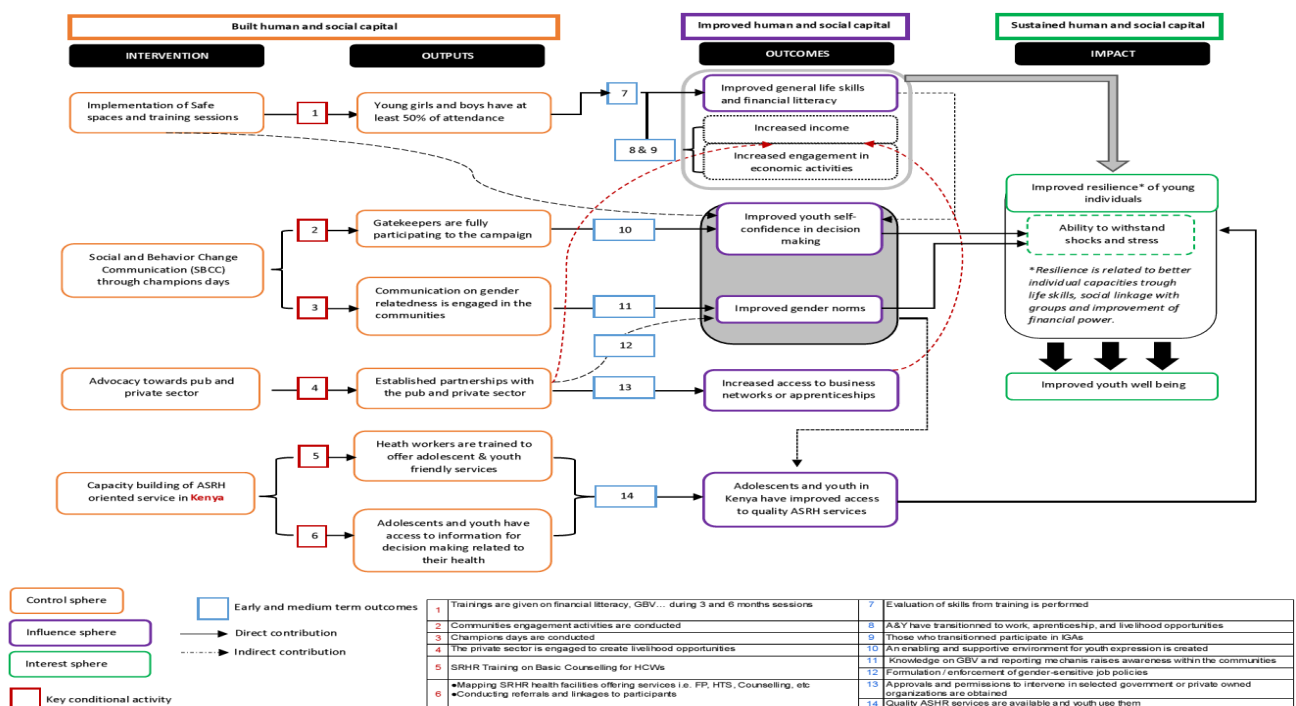 Built human and social capital
Improved human and social capital
Sustained human and social capital
INTERVENTION
OUTPUTS
OUTCOMES
IMPACT
Implementation of Safe
spaces and training sessions
1
Young girls and boys have at
least 50% of attendance
7
8 & 9
Improved general life skills
and financial litteracy
Increased income
Increased engagement in
economic activities
Improved resilience* of young
individuals
Ability to withstand
shocks and stress
*Resilience is related to better
individual capacities trough
life skills, social linkage with
groups and improvement of
financial power.
Improved youth well being
Social and Behavior Change
Communication (SBCC)
through champions days
2
Gatekeepers are fully
participating to the campaign
10
Improved youth self-
confidence in decision
making
3
Communication on gender
relatedness is engaged in the
communities
11
Improved gender norms
12
Advocacy towards pub and
private sector
4
Established partnerships with
the pub and private sector
13
Increased access to business
networks or apprenticeships
Capacity building of ASRH
oriented service in Kenya
5
Heath workers are trained to
offer adolescent & youth
friendly services
6
Adolescents and youth have
access to information for
decision making related to
their health
14
Adolescents and youth in
Kenya have improved access
to quality ASRH services
Control sphere
Influence sphere
Interest sphere
Key conditional activity
Early and medium term outcomes
Direct contribution
Indirect contribution
1 Trainings are given on financial litteracy, GBV... during 3 and 6 months sessions
2 Communities engagement activities are conducted
3 Champions days are conducted
4 The private sector is engaged to create livelihood opportunities
5 SRHR Training on Basic Counselling for HCWs
6 •Mapping SRHR health facilities offering services i.e. FP, HTS, Counselling, etc
•Conducting referrals and linkages to participants
7 Evaluation of skills from training is performed
8 A&Y have transitionned to work, apprenticeship, and livelihood opportunities
9 Those who transitionned participate in IGAs
10 An enabling and supportive environment for youth expression is created
11 Knowledge on GBV and reporting mechanis raises awareness within the communities
12 Formulation / enforcement of gender-sensitive job policies
13 Approvals and permissions to intervene in selected government or private owned
organizations are obtained
14 Quality ASHR services are available and youth use them